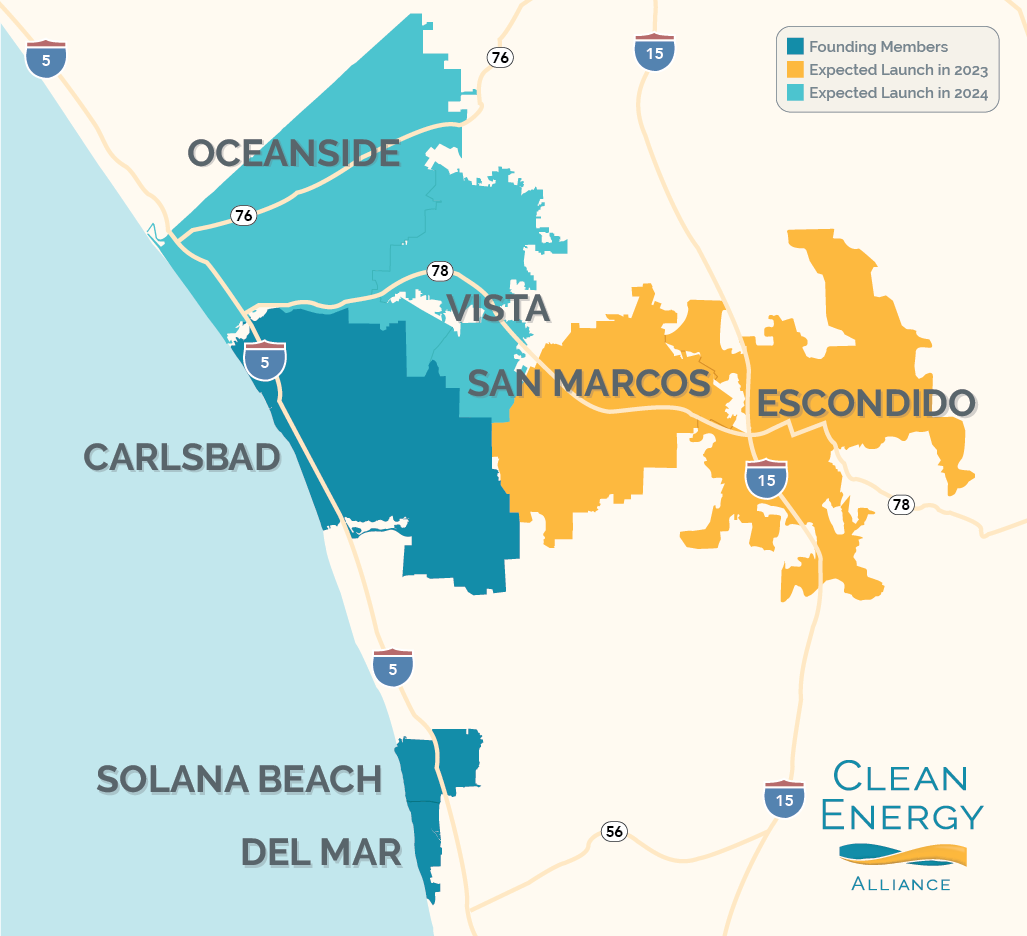 5
76
15
Founding Members
Expected Launch in 2023
Expected Launch in 2024
OCEANSIDE
76
78
VISTA
5
SAN MARCOS
ESCONDIDO
CARLSBAD
15
78
5
SOLANA BEACH
DEL MAR
56
15
CLEAN
ENERGY
ALLIANCE